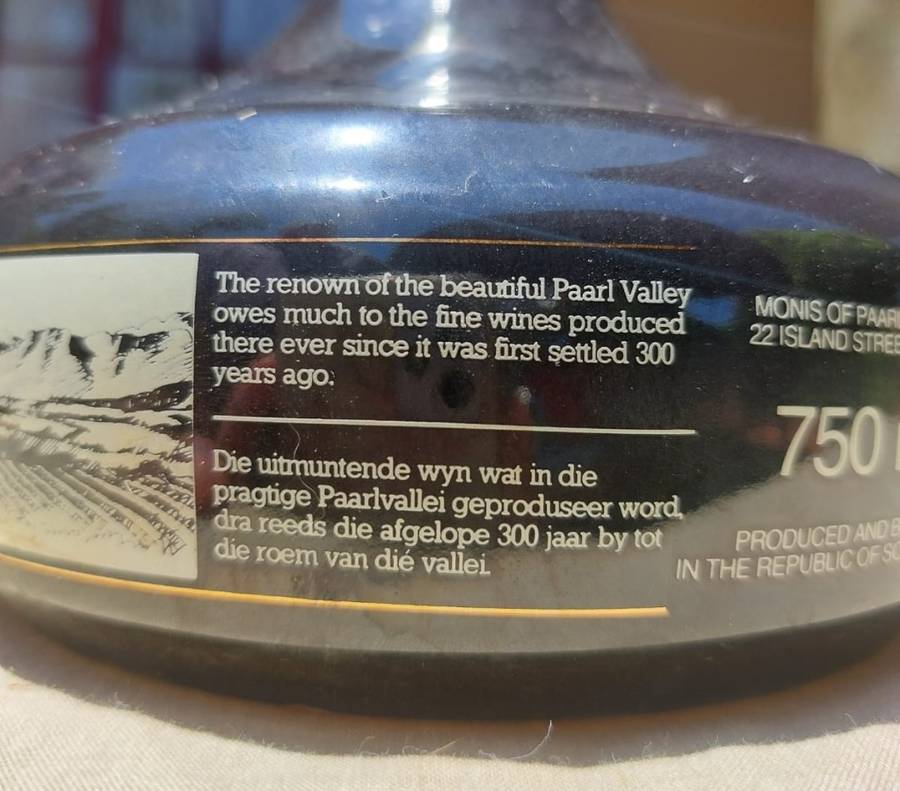 The renown of the beautiful Paarl Valley
owes much to the fine wines produced
there ever since it was first settled 300
years ago.
Die uitmuntende wyn wat in die
pragtige Paarlvallei geproduseer word,
dra reeds die afgelope 300 jaar by tot
die roem van dié vallei.
MONIS OF PAARL
22 ISLAND STREE
750
PRODUCED AND B
IN THE REPUBLIC OF SO